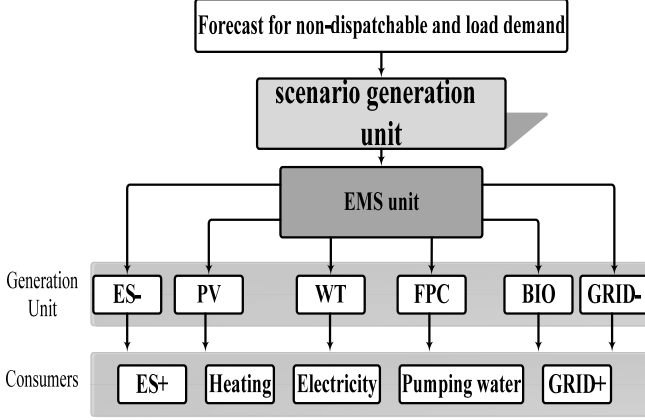 Forecast for non-dispatchable and load demand
scenario generation
unit
EMS unit
Generation
Unit
ES- PV WT FPC BIO GRID-
Consumers
ES+ Heating Electricity Pumping water GRID+